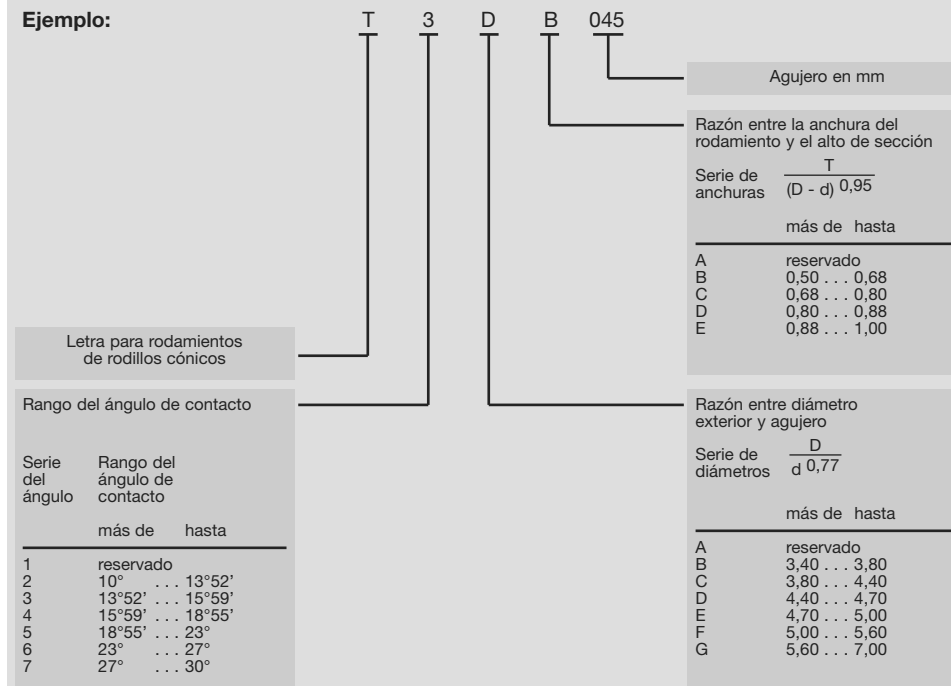 Ejemplo: T 3 D B 045
Agujero en mm
Razón entre la anchura del
rodamiento y el alto de sección
Serie de
anchuras
T
(D - d) 0,95
más de hasta
A reservado
B 0,50 . . . 0,68
C 0,68 . . . 0,80
D 0,80 . . . 0,88
E 0,88 . . . 1,00
Letra para rodamientos
de rodillos cónicos
Rango del ángulo de contacto
Serie
del
ángulo
Rango del
ángulo de
contacto
más de hasta
1 reservado
2 10° . . . 13°52’
3 13°52’ . . . 15°59’
4 15°59’ . . . 18°55’
5 18°55’ . . . 23°
6 23° . . . 27°
7 27° . . . 30°
Razón entre diámetro
exterior y agujero
Serie de
diámetros
D
d 0,77
más de hasta
A reservado
B 3,40 . . . 3,80
C 3,80 . . . 4,40
D 4,40 . . . 4,70
E 4,70 . . . 5,00
F 5,00 . . . 5,60
G 5,60 . . . 7,00